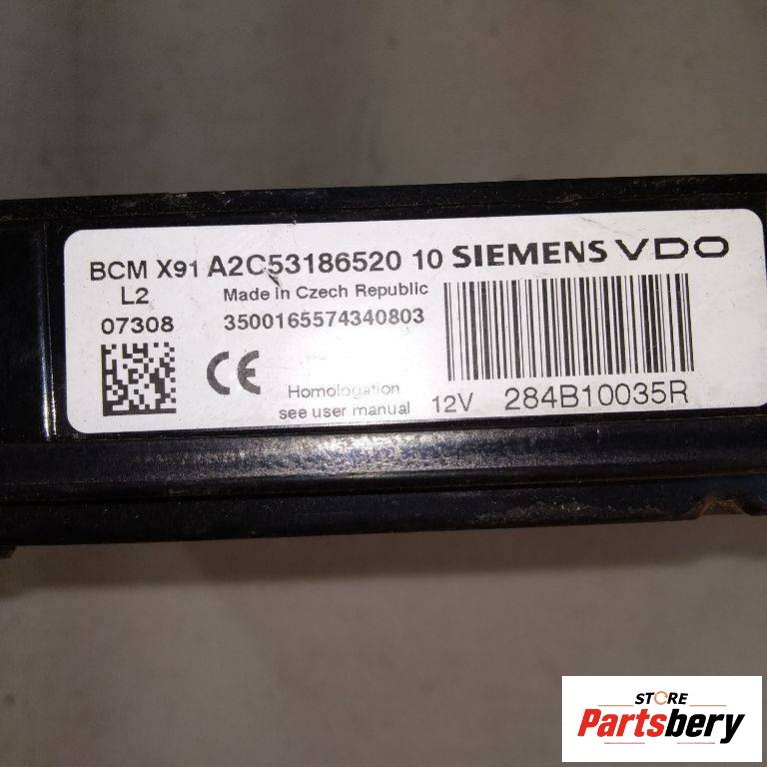 BCM X91 A2C53186520 10 SIEMENS VDO
L2 Made in Czech Republic
07308 3500165574340803
CE
Homologation
see user manual 12V 284B10035R
STORE
Partsbery